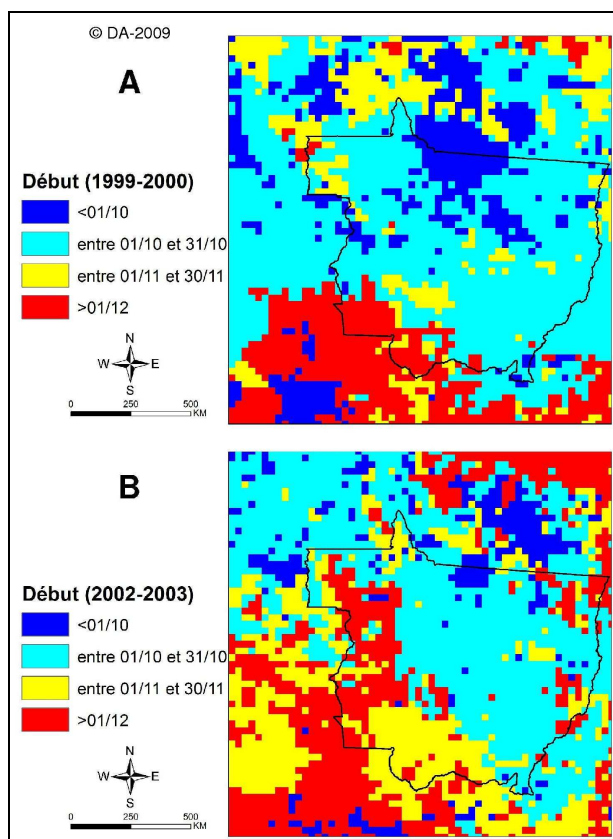 © DA-2009
A
Début (1999-2000)
<01/10
entre 01/10 et 31/10
entre 01/11 et 30/11
>01/12
N
W E
S
0 250 500
KM
B
Début (2002-2003)
<01/10
entre 01/10 et 31/10
entre 01/11 et 30/11
>01/12
N
W E
S
0 250 500
KM